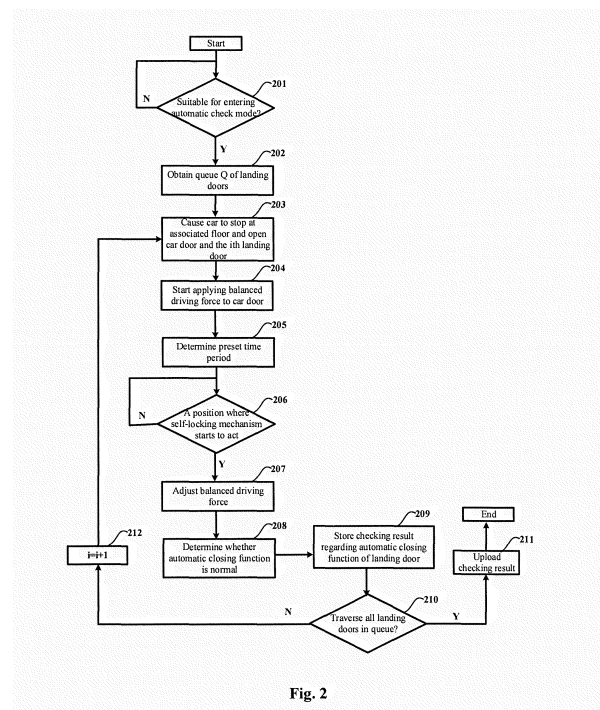 Start
201
Suitable for entering
automatic check mode?
N
Y
202
Obtain queue Q of landing
doors
203
Cause car to stop at
associated floor and open
car door and the ith landing
door
204
Start applying balanced
driving force to car door
205
Determine preset time
period
206
A position where
self-locking mechanism
starts to act
N
Y
207
Adjust balanced driving
force
208
Determine whether
automatic closing function
is normal
209
Store checking result
regarding automatic closing
function of landing door
210
Traverse all landing
doors in queue?
N
Y
211
Upload
checking result
End
212
i=i+1
Fig. 2